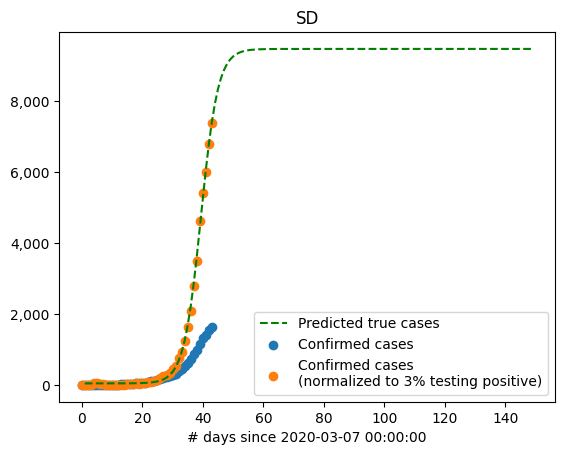 SD
8,000
6,000
4,000
2,000
0
Predicted true cases
Confirmed cases
Confirmed cases
(normalized to 3% testing positive)
0 20 40 60 80 100 120 140
# days since 2020-03-07 00:00:00